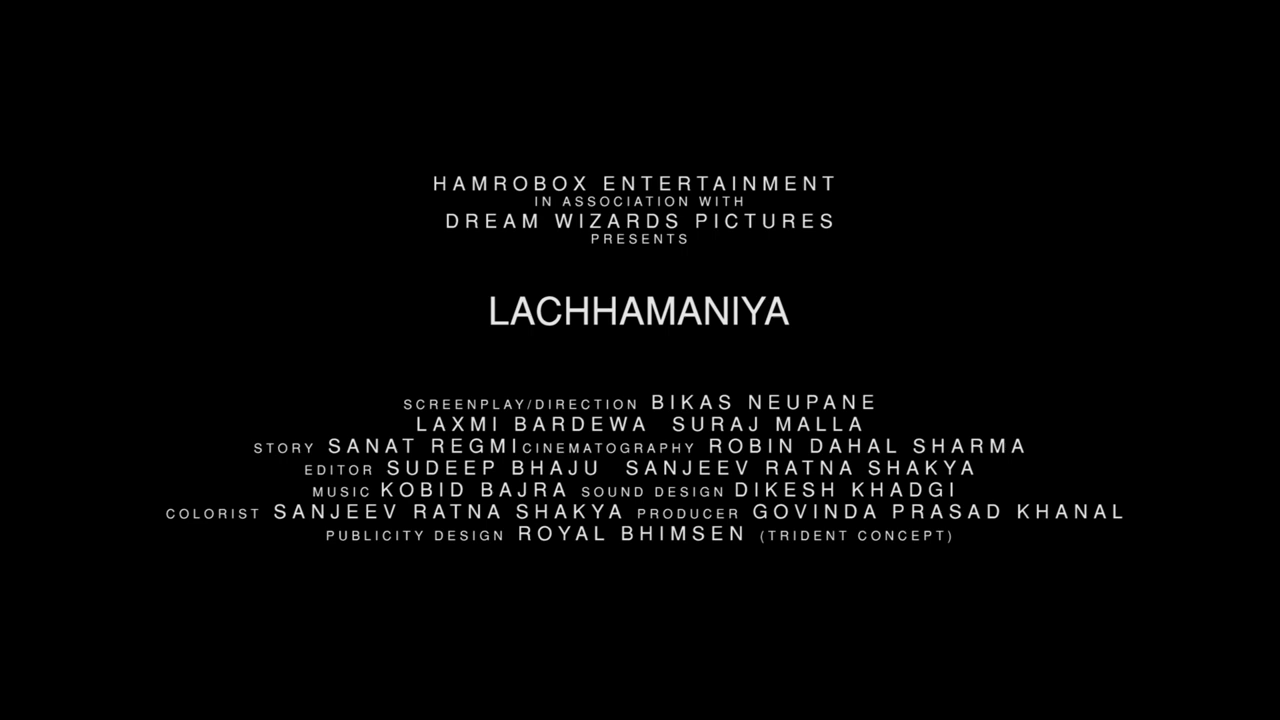 HAMROBOX ENTERTAINMENT
IN ASSOCIATION WITH
DREAM WIZARDS PICTURES
PRESENTS
LACHHAMANIYA
SCREENPLAY/DIRECTION BIKAS NEUPANE
LAXMI BARDEWA SURAJ MALLA
STORY SANAT REGMI CINEMATOGRAPHY ROBIN DAHAL SHARMA
EDITOR SUDEEP BHAJU SANJEEV RATNA SHAKYA
MUSIC KOBID BAJRA SOUND DESIGN DIKESH KHADGI
COLORIST SANJEEV RATNA SHAKYA PRODUCER GOVINDA PRASAD KHANAL
PUBLICITY DESIGN ROYAL BHIMSEN (TRIDENT CONCEPT)